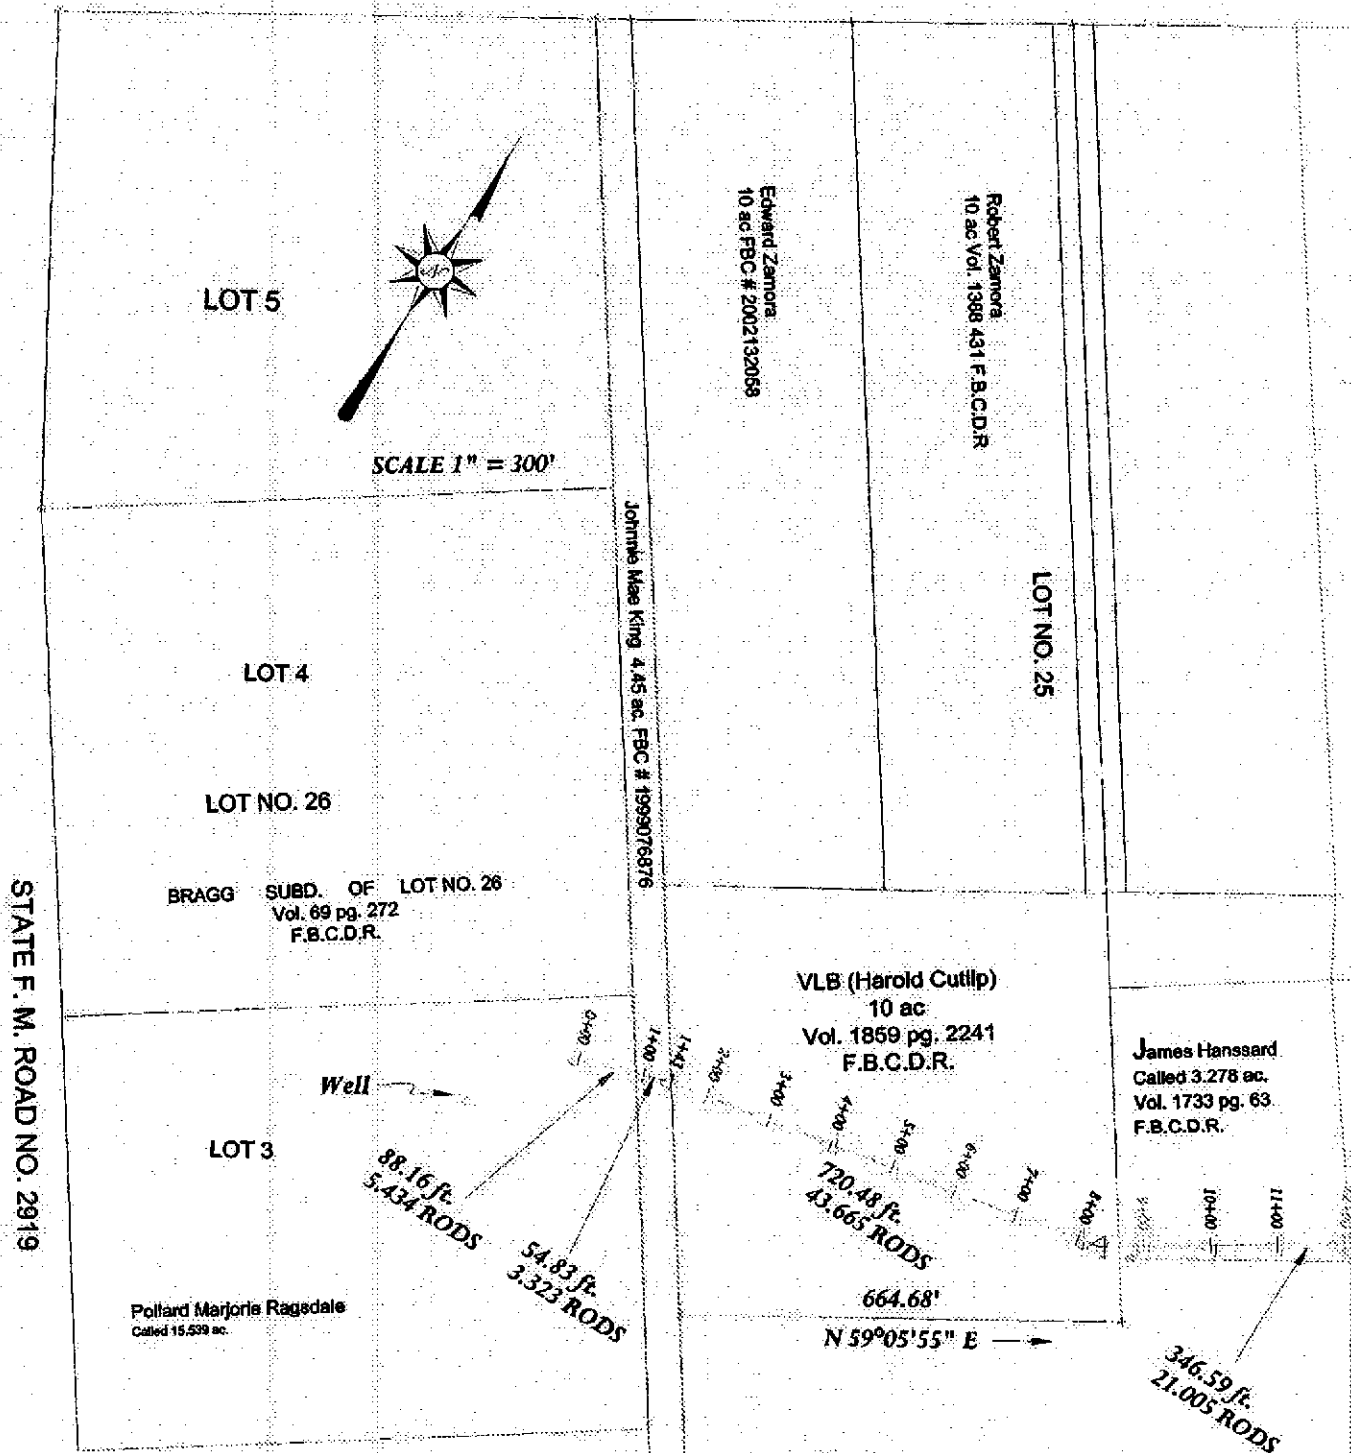 LOT 5
SCALE 1" = 300'
Edward Zamora
10 ac FBC # 2002132058
Robert Zamora
10 ac Vol. 1368 431 F.B.C.D.R
LOT NO. 25
Johnnie Mae King 4.45 ac. FBC # 1999076876
LOT 4
LOT NO. 26
BRAGG SUBD. OF LOT NO. 26
Vol. 69 pg. 272
F.B.C.D.R.
STATE F. M. ROAD NO. 2919
VLB (Harold Cutlip)
10 ac
Vol. 1859 pg. 2241
F.B.C.D.R.
James Hanssard
Called 3.278 ac.
Vol. 1733 pg. 63
F.B.C.D.R.
0+00
1+00
1+43
2+00
3+00
4+00
5+00
6+00
7+00
8+00
10+00
11+00
Well
LOT 3
88.16 ft.
5.434 RODS
54.83 ft.
3.323 RODS
720.48 ft.
43.665 RODS
664.68'
N 59°05'55" E
346.59 ft.
21.005 RODS
Pollard Marjorie Ragsdale
Called 15.539 ac.